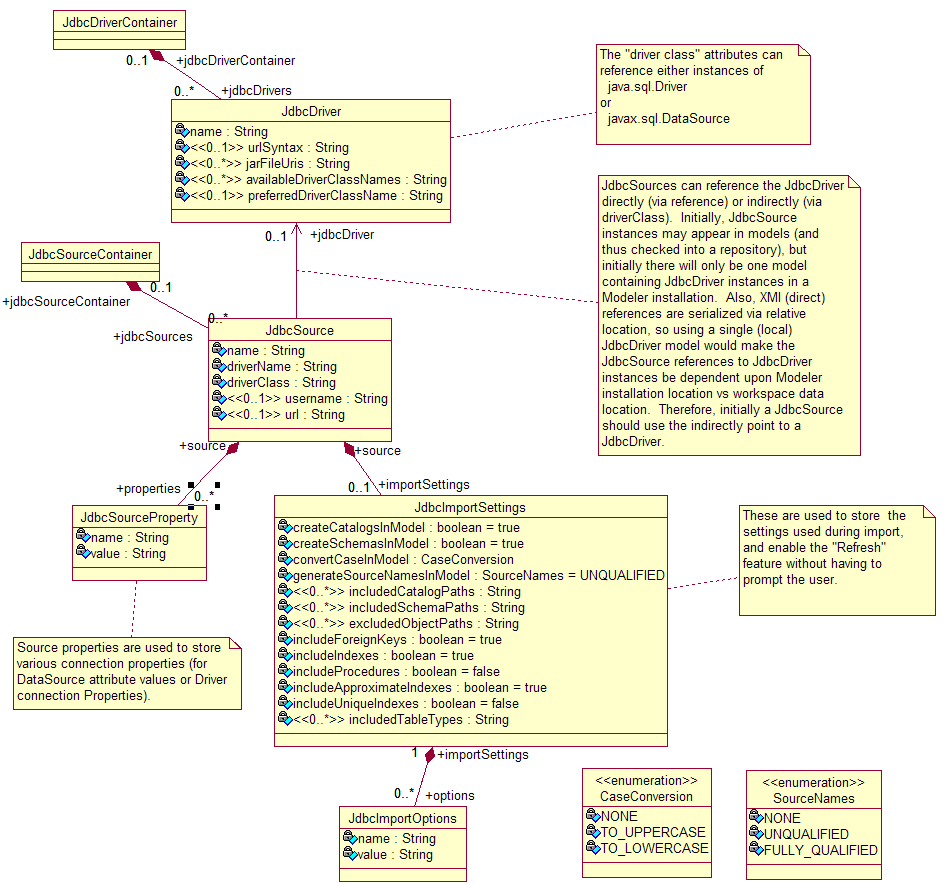 JdbcDriverContainer
0..1
+jdbcDriverContainer
0..*
+jdbcDrivers
JdbcDriver
name : String
<<0..1>> urlSyntax : String
<<0..*>> jarFileUris : String
<<0..*>> availableDriverClassNames : String
<<0..1>> preferredDriverClassName : String
The "driver class" attributes can
reference either instances of
java.sql.Driver
or
javax.sql.DataSource
JdbcSources can reference the JdbcDriver
directly (via reference) or indirectly (via
driverClass).  Initially, JdbcSource
instances may appear in models (and
thus checked into a repository), but
initially there will only be one model
containing JdbcDriver instances in a
Modeler installation.  Also, XMI (direct)
references are serialized via relative
location, so using a single (local)
JdbcDriver model would make the
JdbcSource references to JdbcDriver
instances be dependent upon Modeler
installation location vs workspace data
location.  Therefore, initially a JdbcSource
should use the indirectly point to a
JdbcDriver.
0..1
+jdbcDriver
JdbcSourceContainer
0..1
+jdbcSourceContainer
0..*
+jdbcSources
JdbcSource
name : String
driverName : String
driverClass : String
<<0..1>> username : String
<<0..1>> url : String
+source
+source
+properties
0..*
0..1
+importSettings
JdbcSourceProperty
name : String
value : String
Source properties are used to store
various connection properties (for
DataSource attribute values or Driver
connection Properties).
JdbcImportSettings
createCatalogsInModel : boolean = true
createSchemasInModel : boolean = true
convertCaseInModel : CaseConversion
generateSourceNamesInModel : SourceNames = UNQUALIFIED
<<0..*>> includedCatalogPaths : String
<<0..*>> includedSchemaPaths : String
<<0..*>> excludedObjectPaths : String
includeForeignKeys : boolean = true
includeIndexes : boolean = true
includeProcedures : boolean = false
includeApproximateIndexes : boolean = true
includeUniqueIndexes : boolean = false
<<0..*>> includedTableTypes : String
These are used to store  the
settings used during import,
and enable the "Refresh"
feature without having to
prompt the user.
1
+importSettings
0..*
+options
JdbcImportOptions
name : String
value : String
<<enumeration>>
CaseConversion
NONE
TO_UPPERCASE
TO_LOWERCASE
<<enumeration>>
SourceNames
NONE
UNQUALIFIED
FULLY_QUALIFIED